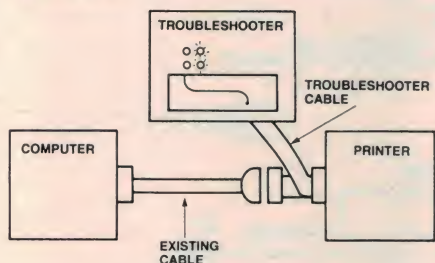 TROUBLESHOOTER
TROUBLESHOOTER
CABLE
COMPUTER
PRINTER
EXISTING
CABLE